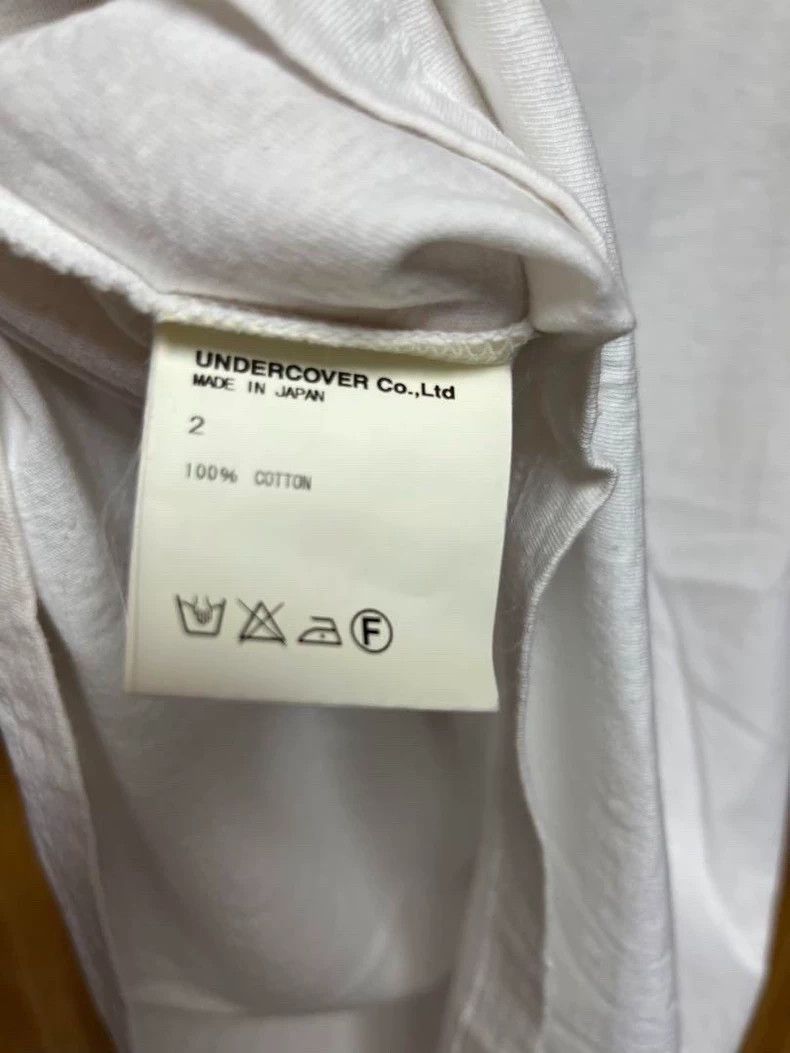 UNDERCOVER Co.,Ltd
MADE IN JAPAN
2
100% COTTON
F